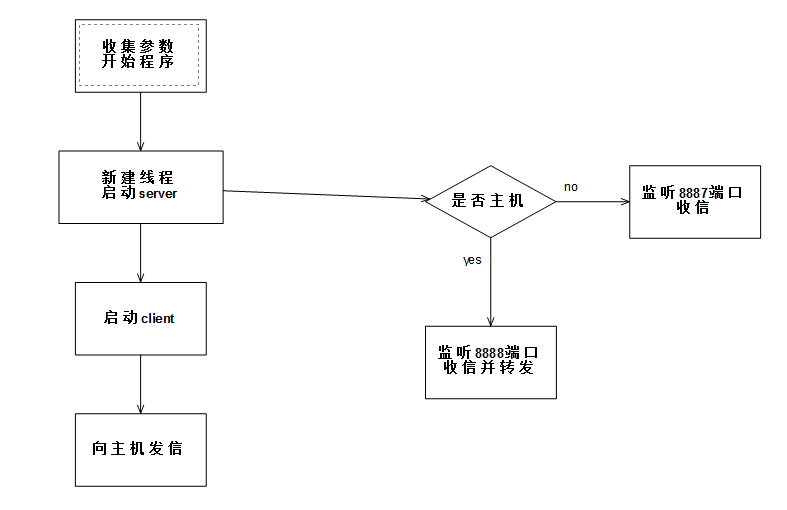 收集参数
开始程序
新建线程
启动server
是否主机
no
监听8887端口
收信
yes
启动client
监听8888端口
收信并转发
向主机发信